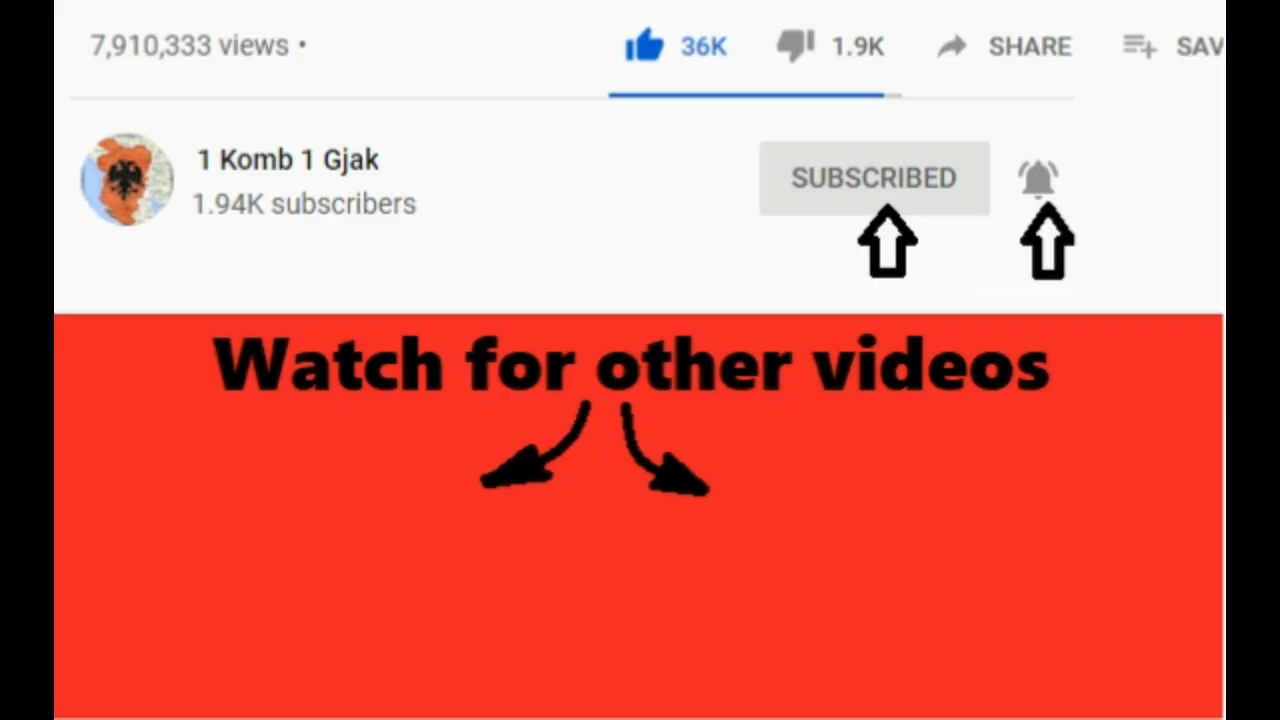 7,910,333 views •
36K
1.9K
SHARE
SAV
1 Komb 1 Gjak
1.94K subscribers
SUBSCRIBED
Watch for other videos